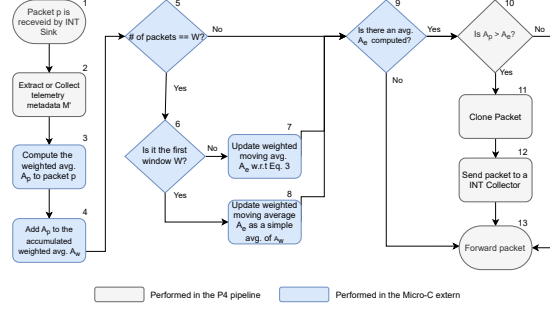 1
Packet p is
receveid by INT
Sink
2
Extract or Collect
telemetry
metadata M'
3
Compute the
weighted avg.
Ap to packet p
4
Add Ap to the
accumulated
weighted avg. Aw
5
# of packets == W?
No
Yes
6
Is it the first
window W?
No
Yes
7
Update weighted
moving avg.
Ae w.r.t Eq. 3
8
Update weighted
moving average
Ae as a simple
avg. of Aw
9
Is there an avg.
Ae computed?
Yes
No
10
Is Ap > Ae?
No
Yes
11
Clone Packet
12
Send packet to a
INT Collector
13
Forward packet
Performed in the P4 pipeline
Performed in the Micro-C extern